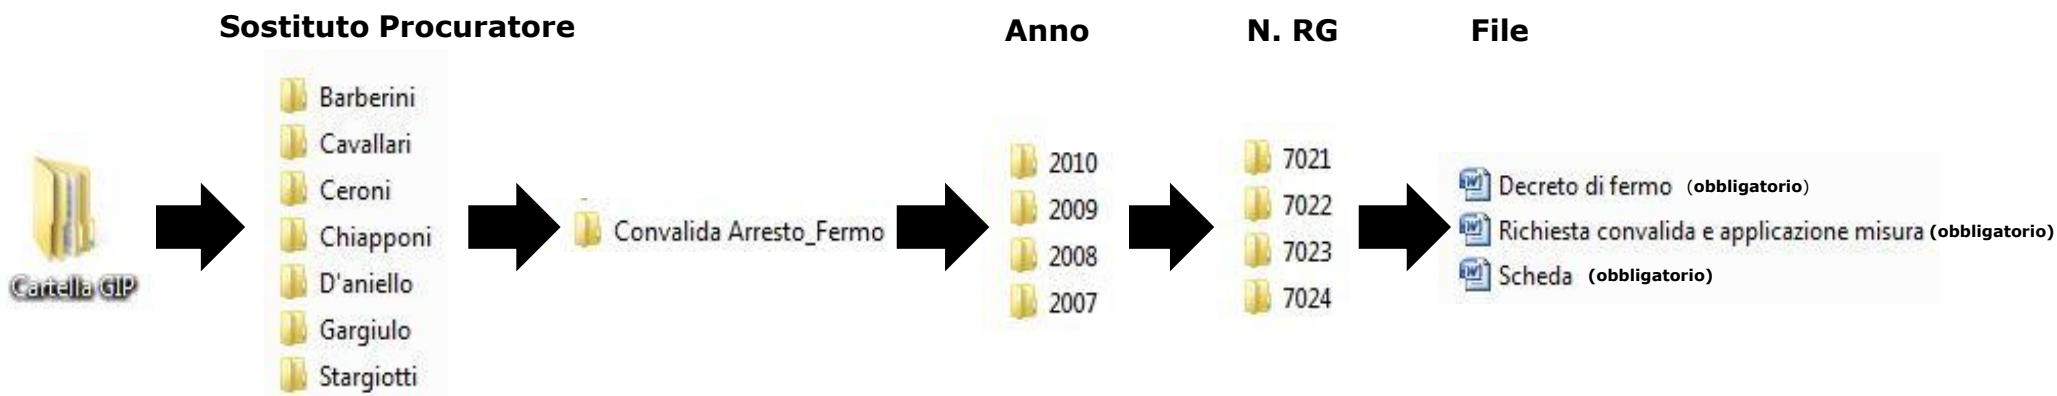 Sostituto Procuratore
Anno
N. RG
File
Cartella GIP
Barberini
Cavallari
Ceroni
Chiapponi
D'aniello
Gargiulo
Stargiotti
Convalida Arresto_Fermo
2010
2009
2008
2007
7021
7022
7023
7024
Decreto di fermo (obbligatorio)
Richiesta convalida e applicazione misura (obbligatorio)
Scheda (obbligatorio)